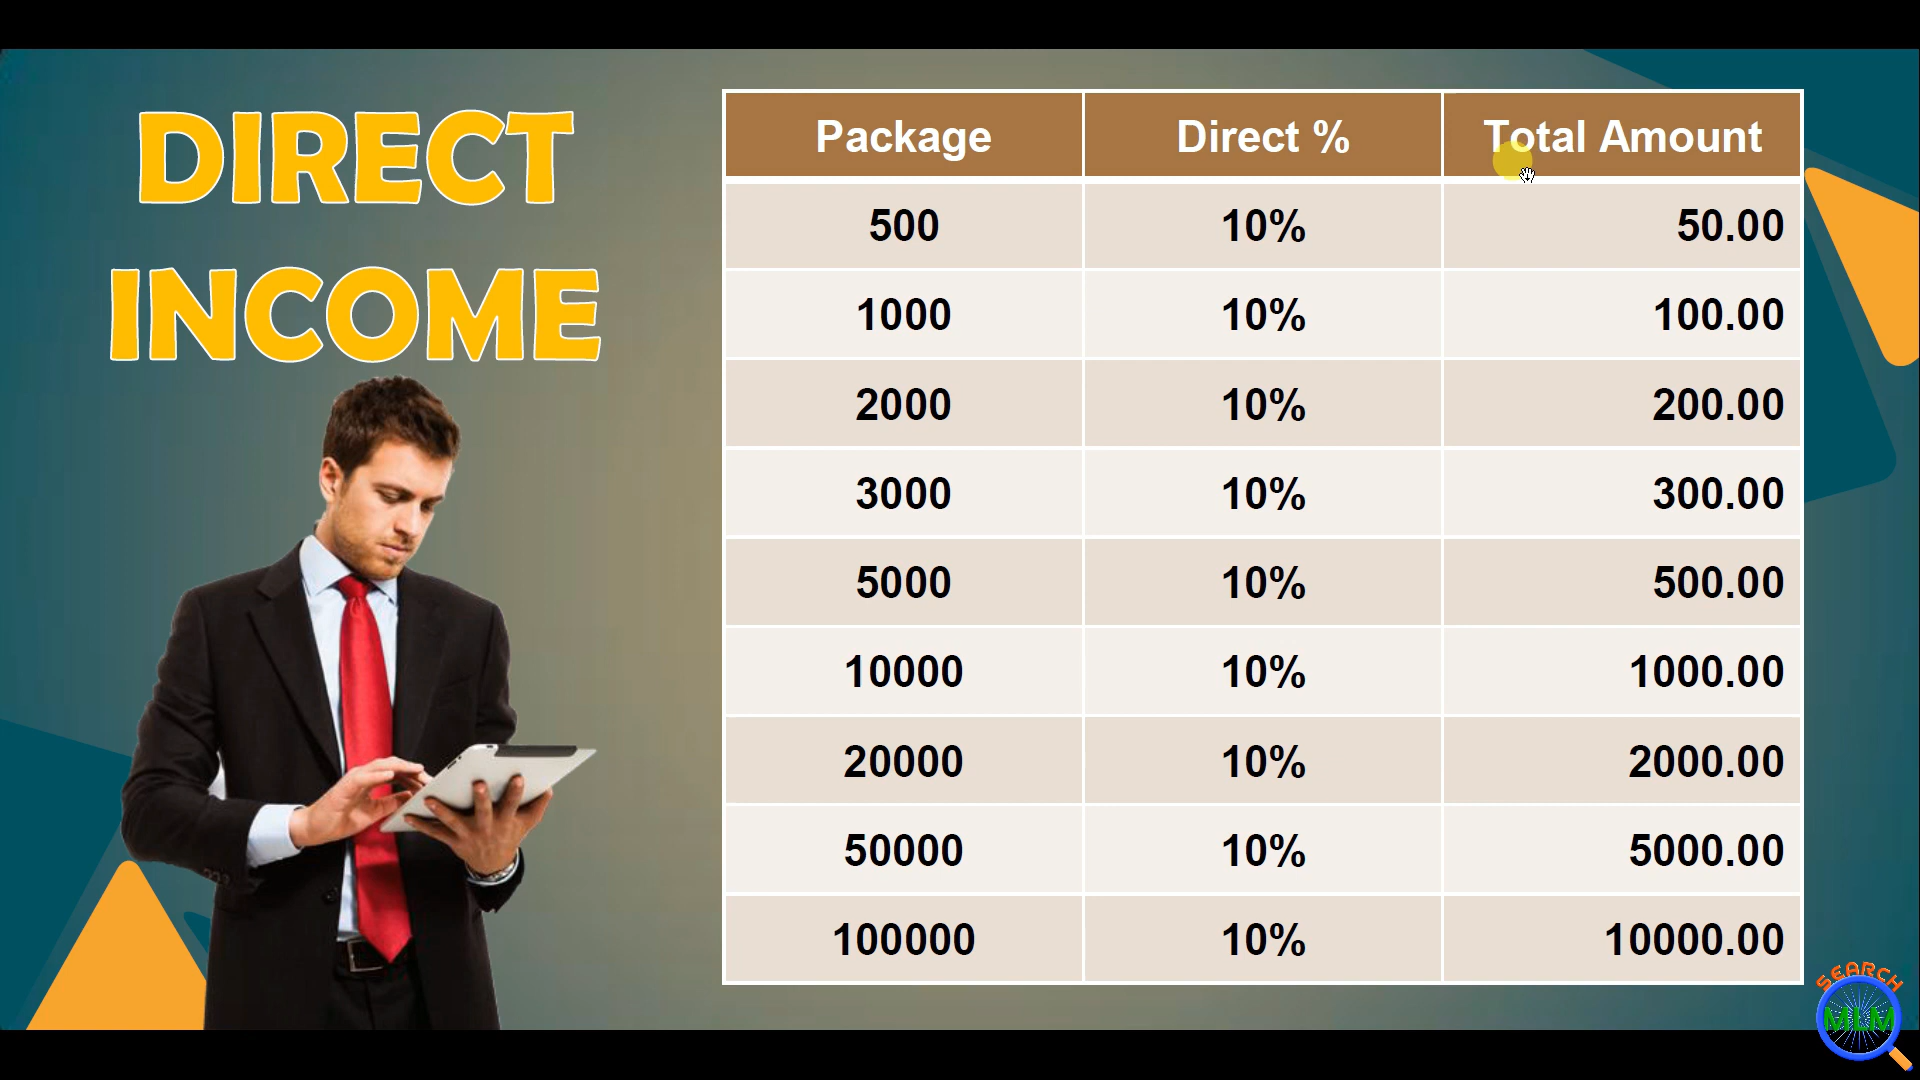 DIRECT
INCOME
Package Direct % Total Amount
500 10% 50.00
1000 10% 100.00
2000 10% 200.00
3000 10% 300.00
5000 10% 500.00
10000 10% 1000.00
20000 10% 2000.00
50000 10% 5000.00
100000 10% 10000.00
SEARCH
MLM